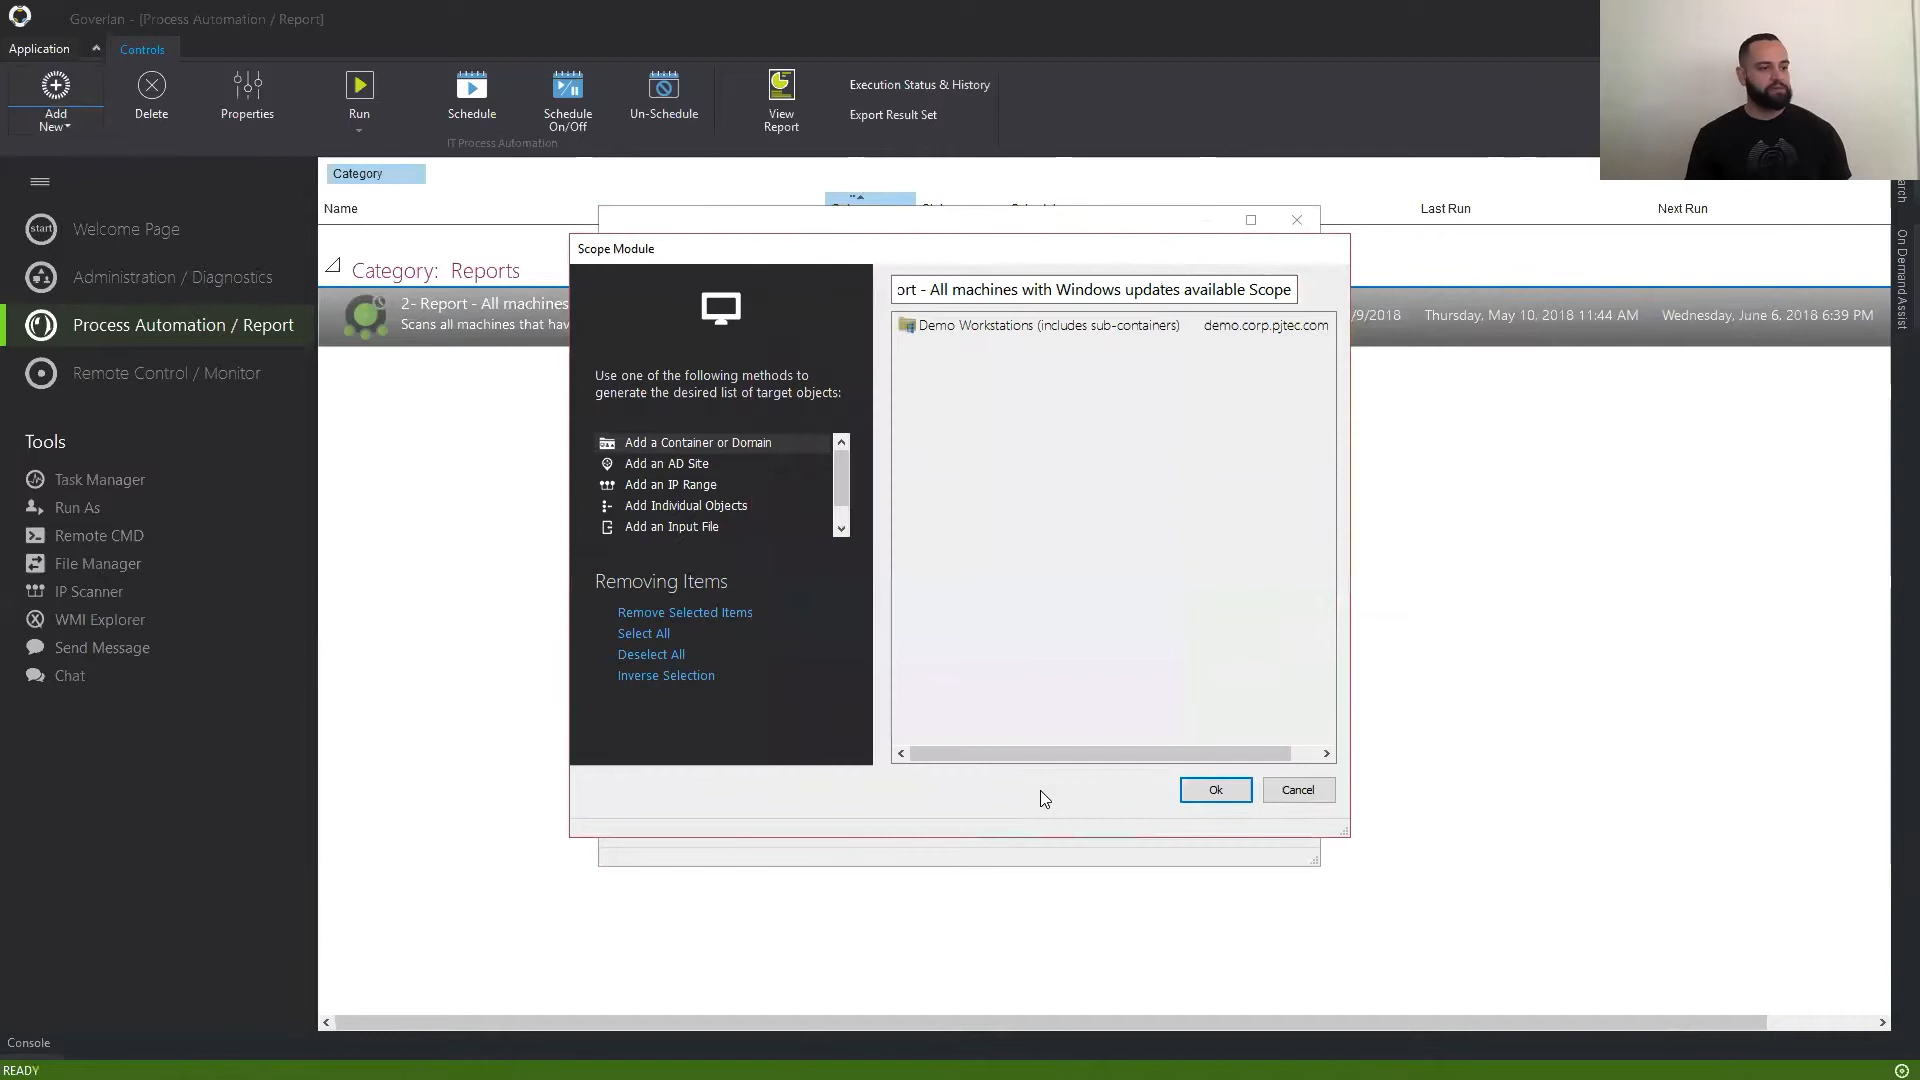 Goverlan - [Process Automation / Report]
Application
Controls
Add New
Delete
Properties
Run
Schedule
Schedule On/Off
Un-Schedule
IT Process Automation
View Report
Execution Status & History
Export Result Set
Category
Name
Last Run
Next Run
Category: Reports
2- Report - All machines
Scans all machines that hav
/9/2018
Thursday, May 10, 2018 11:44 AM
Wednesday, June 6, 2018 6:39 PM
start
Welcome Page
Administration / Diagnostics
Process Automation / Report
Remote Control / Monitor
Tools
Task Manager
Run As
Remote CMD
File Manager
IP Scanner
WMI Explorer
Send Message
Chat
Scope Module
Use one of the following methods to
generate the desired list of target objects:
Add a Container or Domain
Add an AD Site
Add an IP Range
Add Individual Objects
Add an Input File
Removing Items
Remove Selected Items
Select All
Deselect All
Inverse Selection
ort - All machines with Windows updates available Scope
Demo Workstations (includes sub-containers)
demo.corp.pjtec.com
Ok
Cancel
On Demand Assist
Console
READY